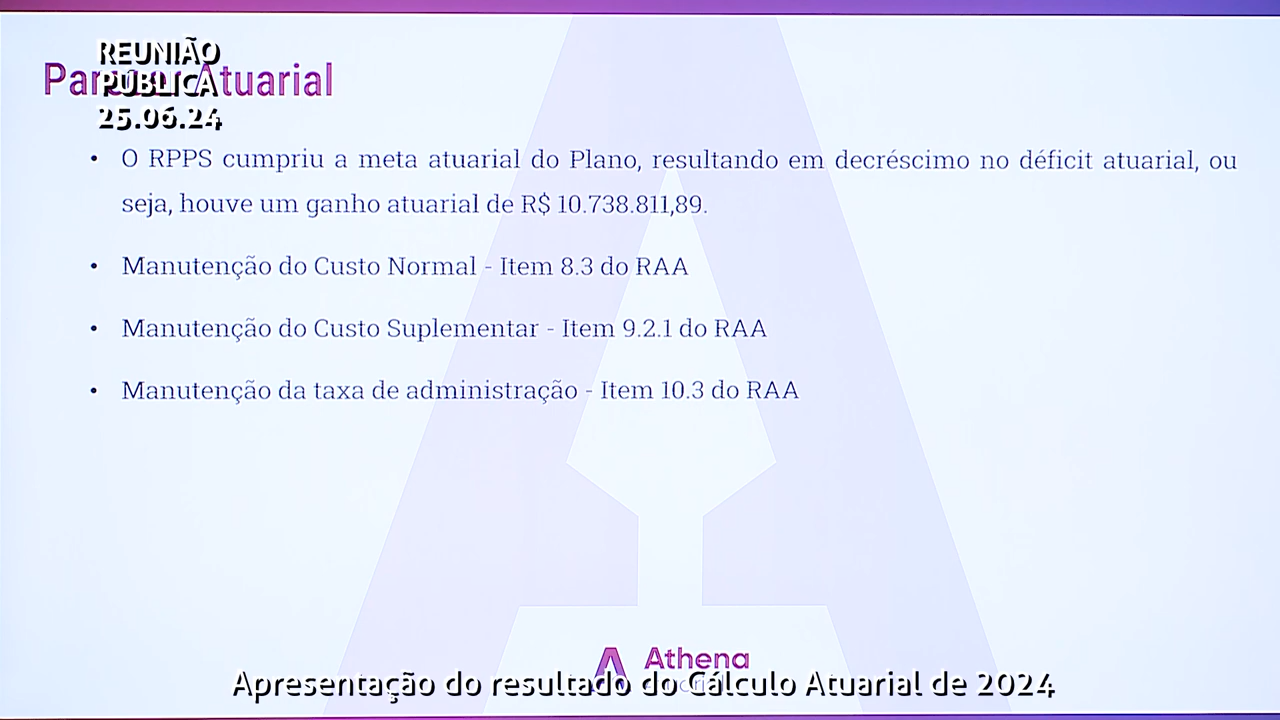 REUNIÃO
PÚBLICA
25.06.24
Parecer Atuarial
• O RPPS cumpriu a meta atuarial do Plano, resultando em decréscimo no déficit atuarial, ou
seja, houve um ganho atuarial de R$ 10.738.811,89.
• Manutenção do Custo Normal - Item 8.3 do RAA
• Manutenção do Custo Suplementar - Item 9.2.1 do RAA
• Manutenção da taxa de administração - Item 10.3 do RAA
Athena
Apresentação do resultado do Cálculo Atuarial de 2024